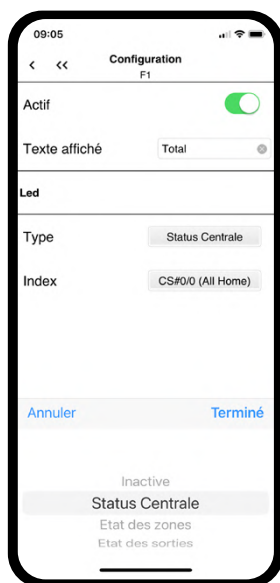 09:05
< << Configuration
F1
Actif
Texte affiché Total
Led
Type Status Centrale
Index CS#0/0 (All Home)
Annuler Terminé
Inactive
Status Centrale
Etat des zones
Etat des sorties